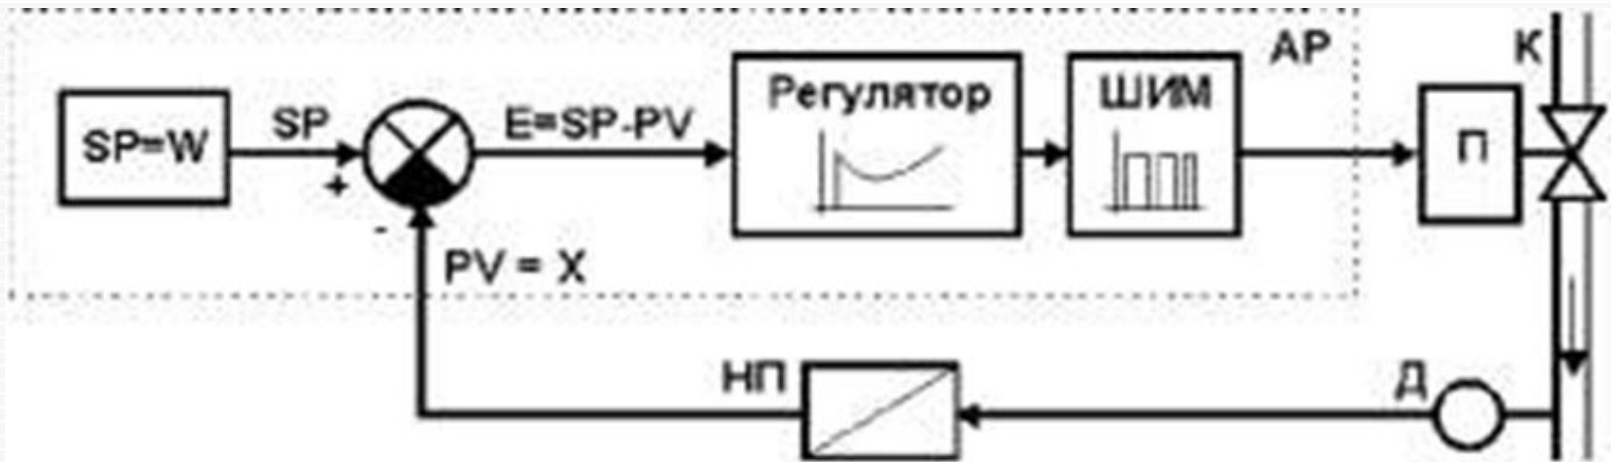 АР
К
SP=W
SP
E=SP-PV
Регулятор
ШИМ
П
+
-
PV = X
НП
Д